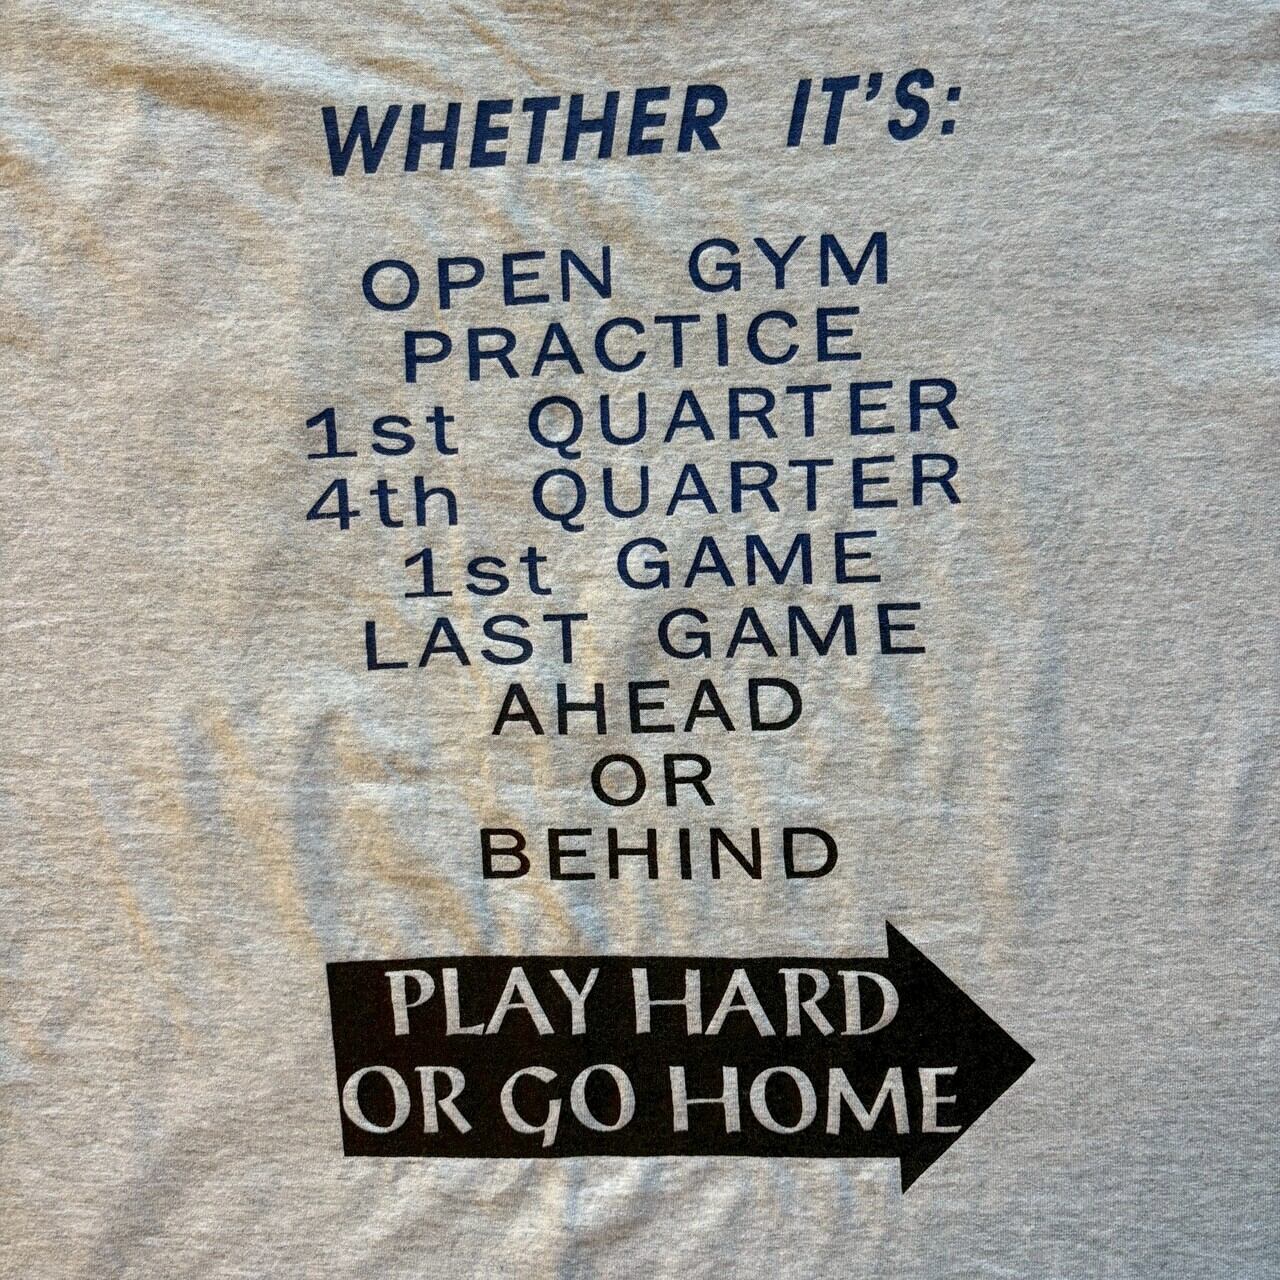 WHETHER IT'S:
OPEN GYM
PRACTICE
1st QUARTER
4th QUARTER
1st GAME
LAST GAME
AHEAD
OR
BEHIND
PLAY HARD
OR GO HOME